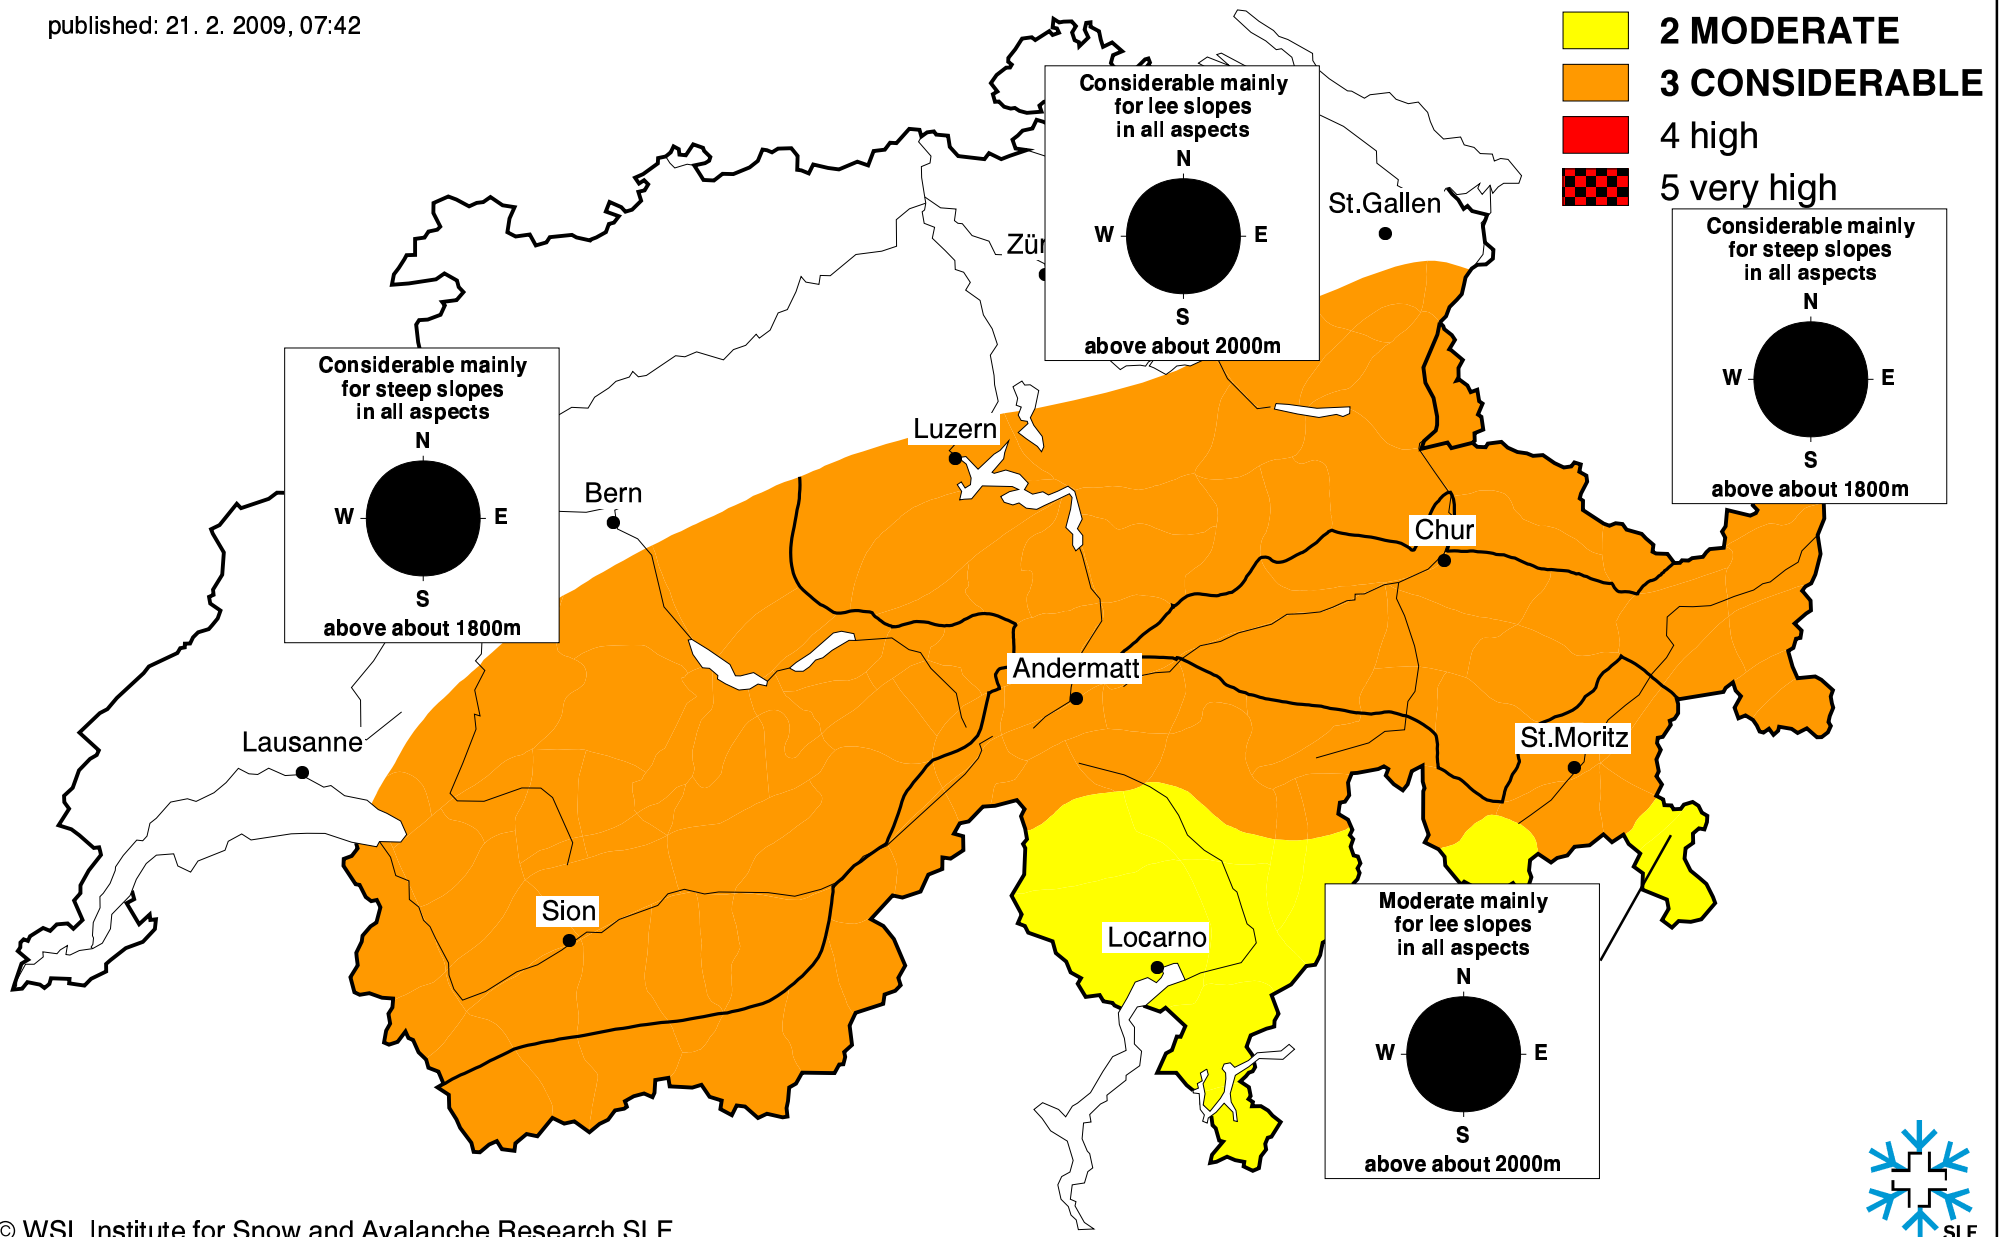 published: 21. 2. 2009, 07:42
2 MODERATE
3 CONSIDERABLE
4 high
5 very high
Considerable mainly
for lee slopes
in all aspects
N
W
E
S
above about 2000m
Considerable mainly
for steep slopes
in all aspects
N
W
E
S
above about 1800m
Considerable mainly
for steep slopes
in all aspects
N
W
E
S
above about 1800m
St.Gallen
Zür
Luzern
Bern
Chur
Andermatt
St.Moritz
Lausanne
Sion
Locarno
Moderate mainly
for lee slopes
in all aspects
N
W
E
S
above about 2000m
© WSL Institute for Snow and Avalanche Research SLF
SLF